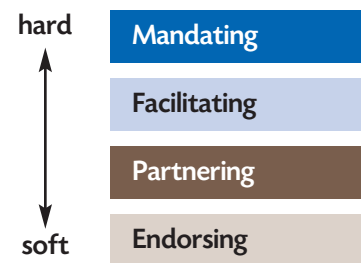 hard
Mandating
Facilitating
Partnering
soft
Endorsing